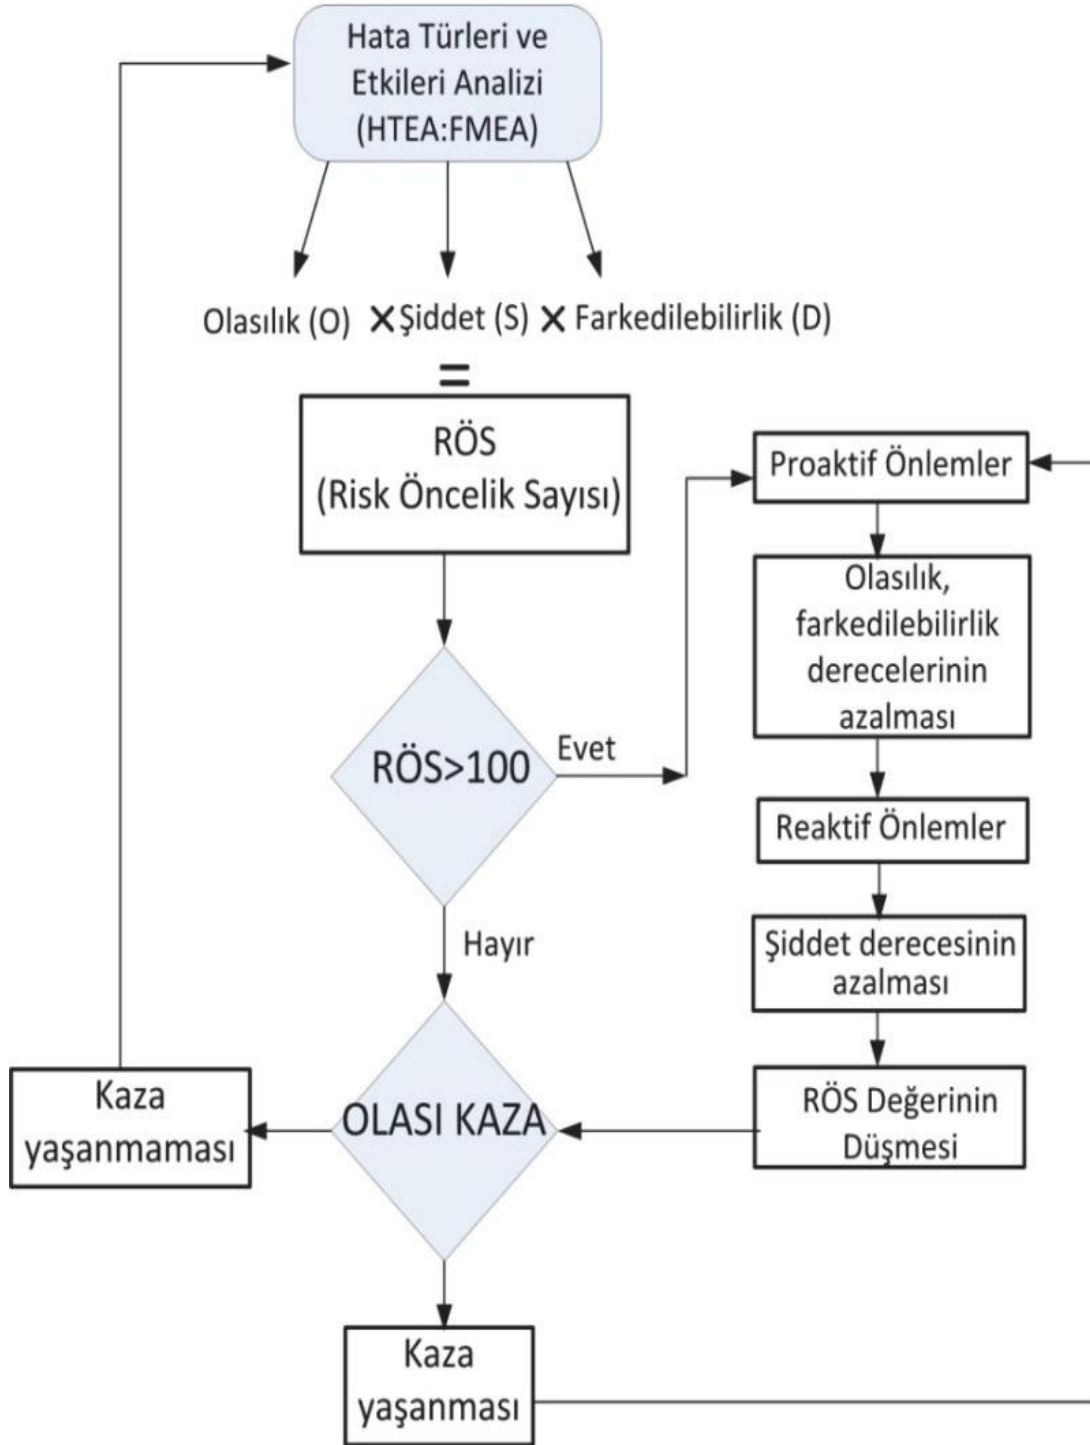 Hata Türleri ve
Etkileri Analizi
(HTEA:FMEA)
Olasılık (O) ×Şiddet (S) × Farkedilebilirlik (D)
=
RÖS
(Risk Öncelik Sayısı)
Proaktif Önlemler
Olasılık,
farkedilebilirlik
derecelerinin
azalması
RÖS>100
Evet
Reaktif Önlemler
Hayır
Şiddet derecesinin
azalması
Kaza
yaşanmaması
OLASI KAZA
RÖS Değerinin
Düşmesi
Kaza
yaşanması